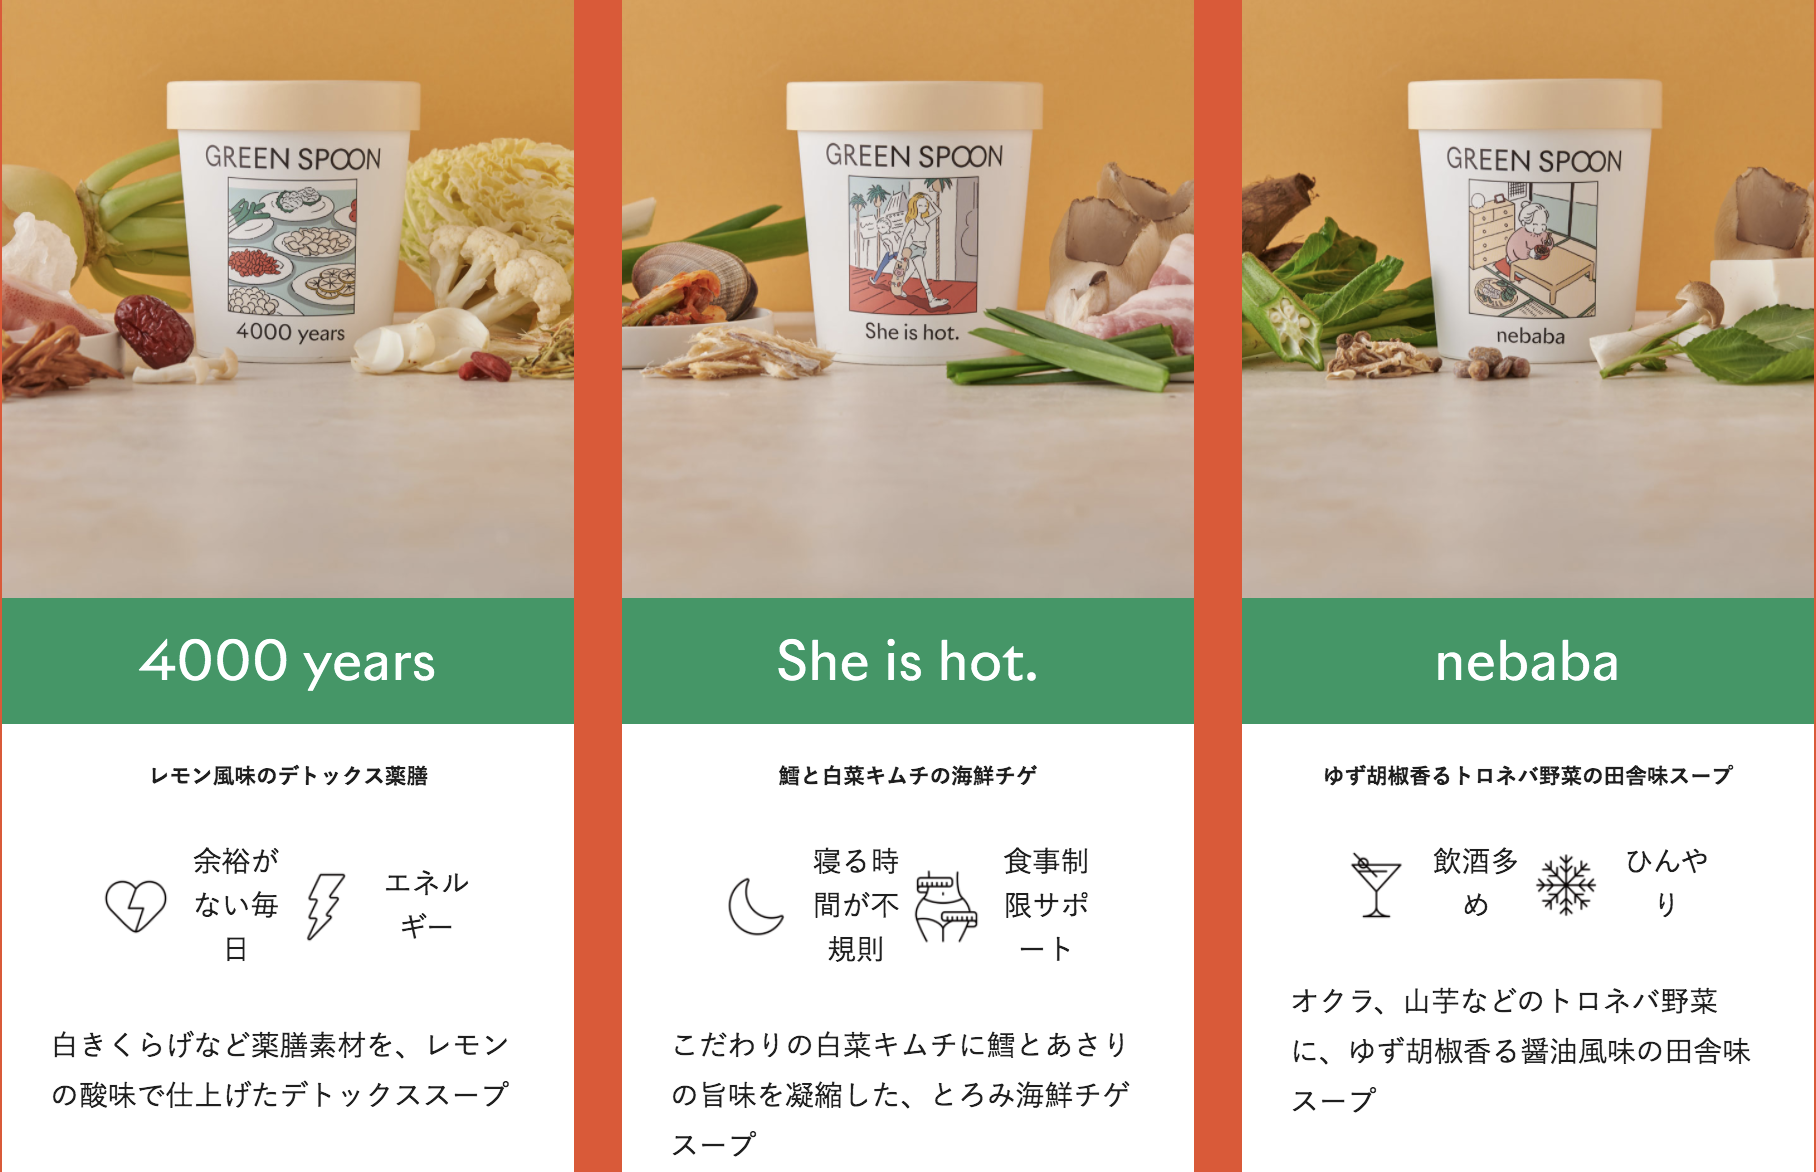 GREEN SPOON
4000 years
4000 years
レモン風味のデトックス薬膳
余裕が
ない毎
日
エネル
ギー
白きくらげなど薬膳素材を、レモン
の酸味で仕上げたデトックススープ
GREEN SPOON
She is hot.
She is hot.
鱈と白菜キムチの海鮮チゲ
寝る時
間が不
規則
食事制
限サポ
ート
こだわりの白菜キムチに鱈とあさり
の旨味を凝縮した、とろみ海鮮チゲ
スープ
GREEN SPOON
nebaba
nebaba
ゆず胡椒香るトロネバ野菜の田舎味スープ
飲酒多
め
ひんや
り
オクラ、山芋などのトロネバ野菜
に、ゆず胡椒香る醤油風味の田舎味
スープ